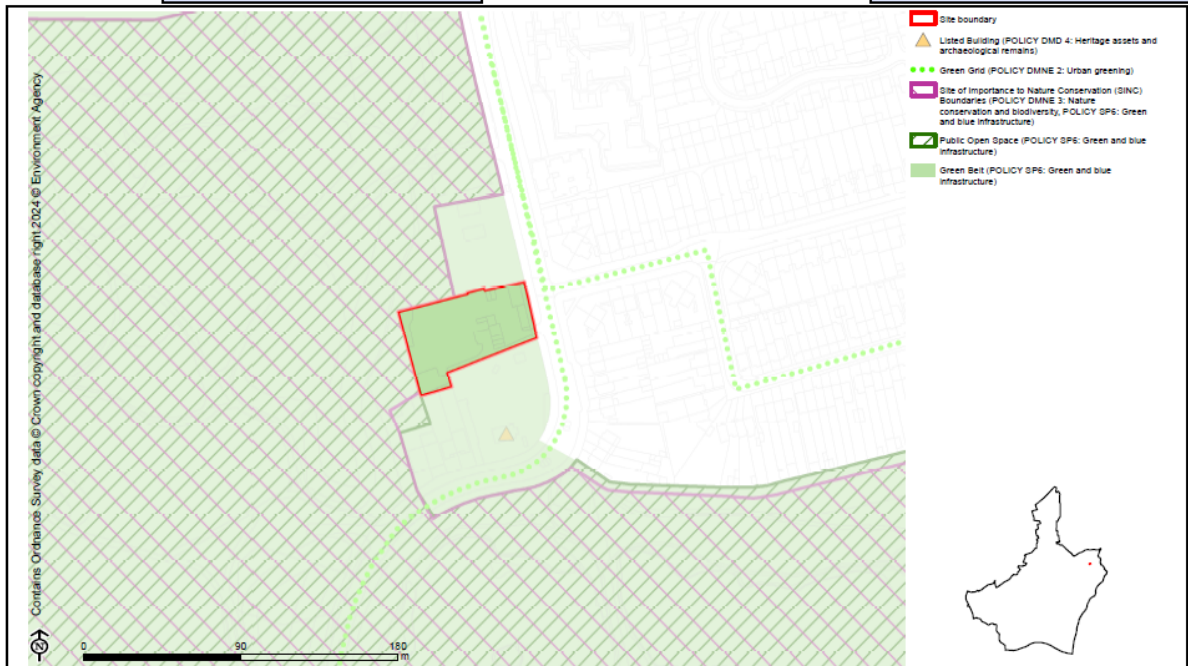 Site boundary
Listed Building (POLICY DMD 4: Heritage assets and
archaeological remains)
Green Grid (POLICY DMNE 2: Urban greening)
Site of Importance to Nature Conservation (SINC)
Boundaries (POLICY DMNE 3: Nature
conservation and biodiversity, POLICY SP6: Green
and blue infrastructure)
Public Open Space (POLICY SP6: Green and blue
infrastructure)
Green Belt (POLICY SP6: Green and blue
infrastructure)
Contains Ordnance Survey data © Crown copyright and database right 2024 © Environment Agency
N
0 90 180
m